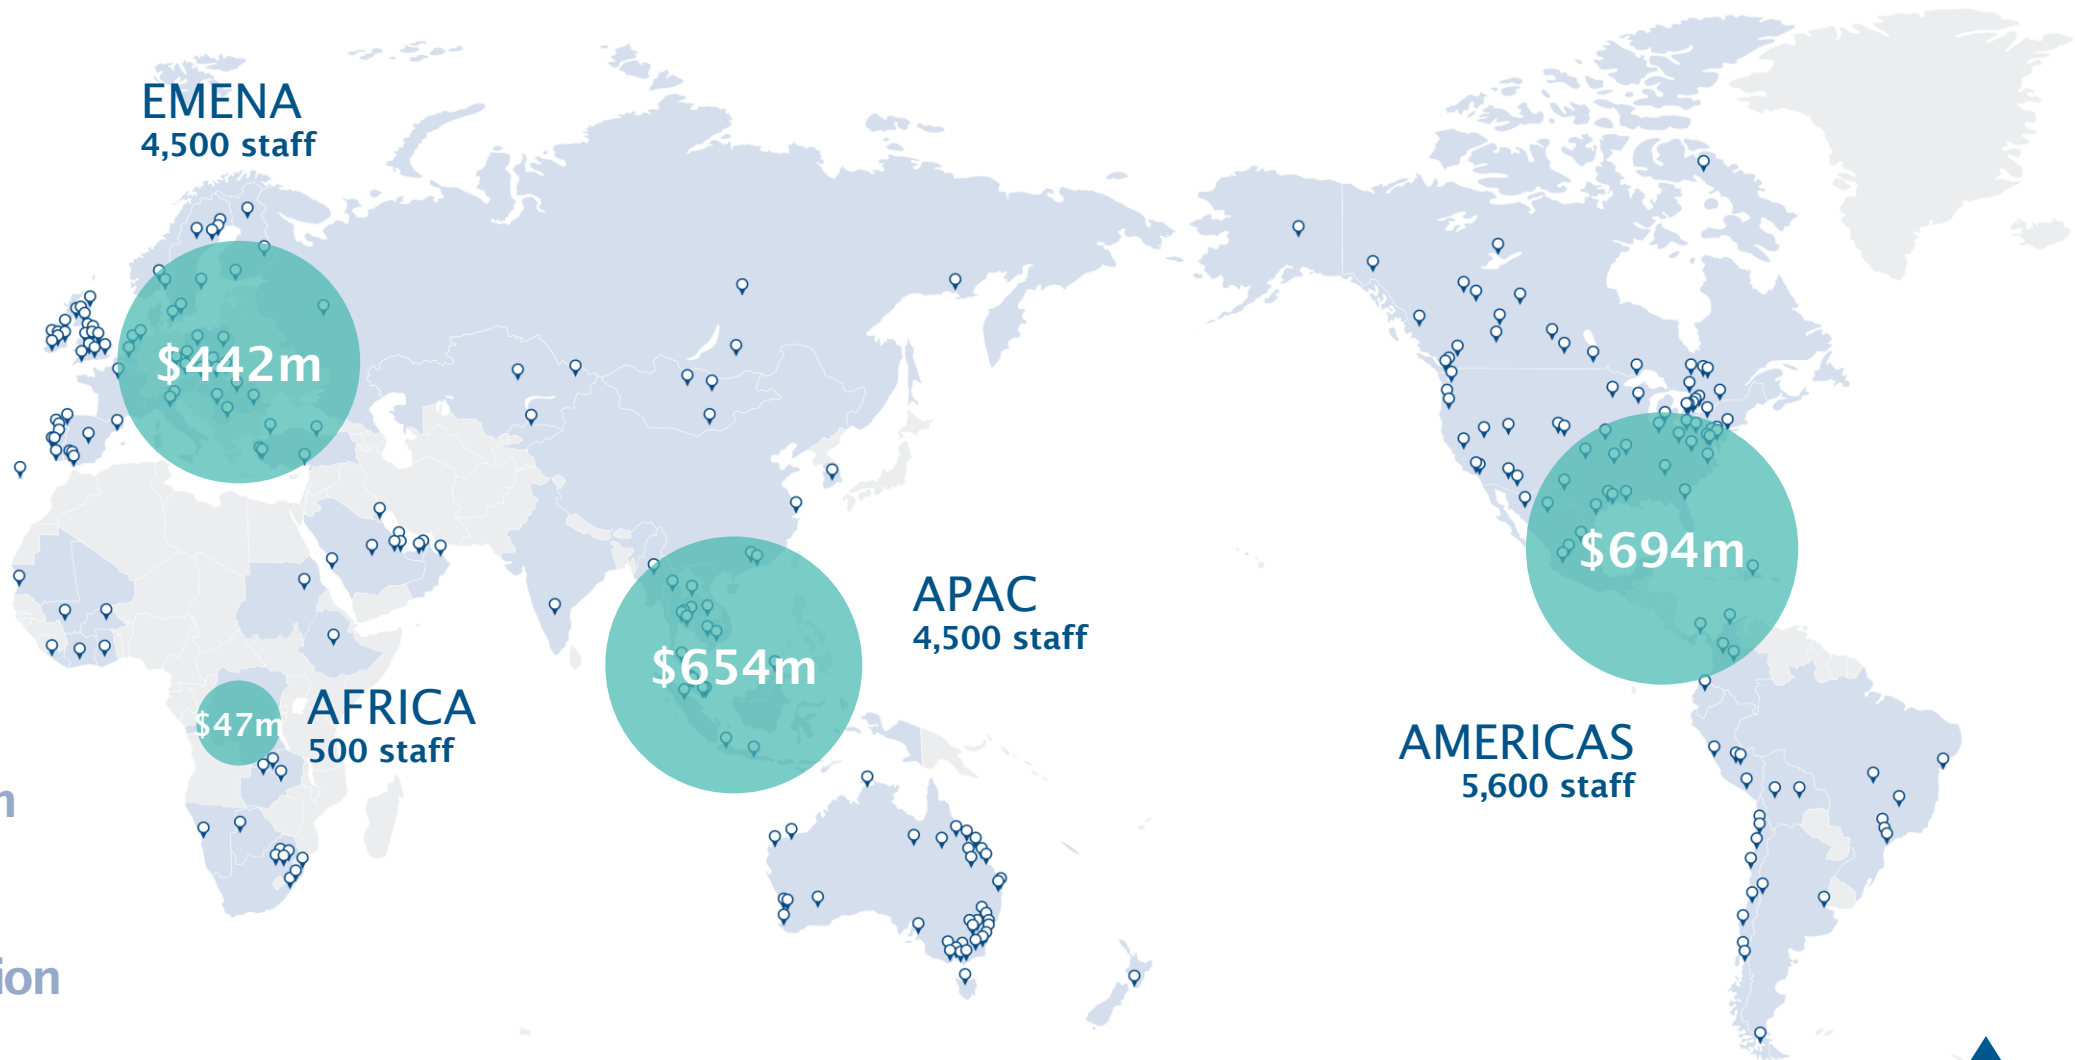 EMENA
4,500 staff
$442m
APAC
4,500 staff
$654m
$694m
AFRICA
500 staff
$47m
AMERICAS
5,600 staff